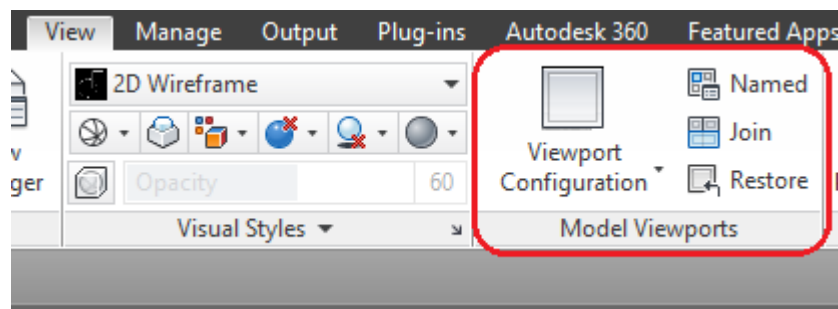 View Manage Output Plug-ins Autodesk 360 Featured Apps
2D Wireframe
Named
Join
Viewport
Configuration
Restore
Opacity 60
Visual Styles
Model Viewports